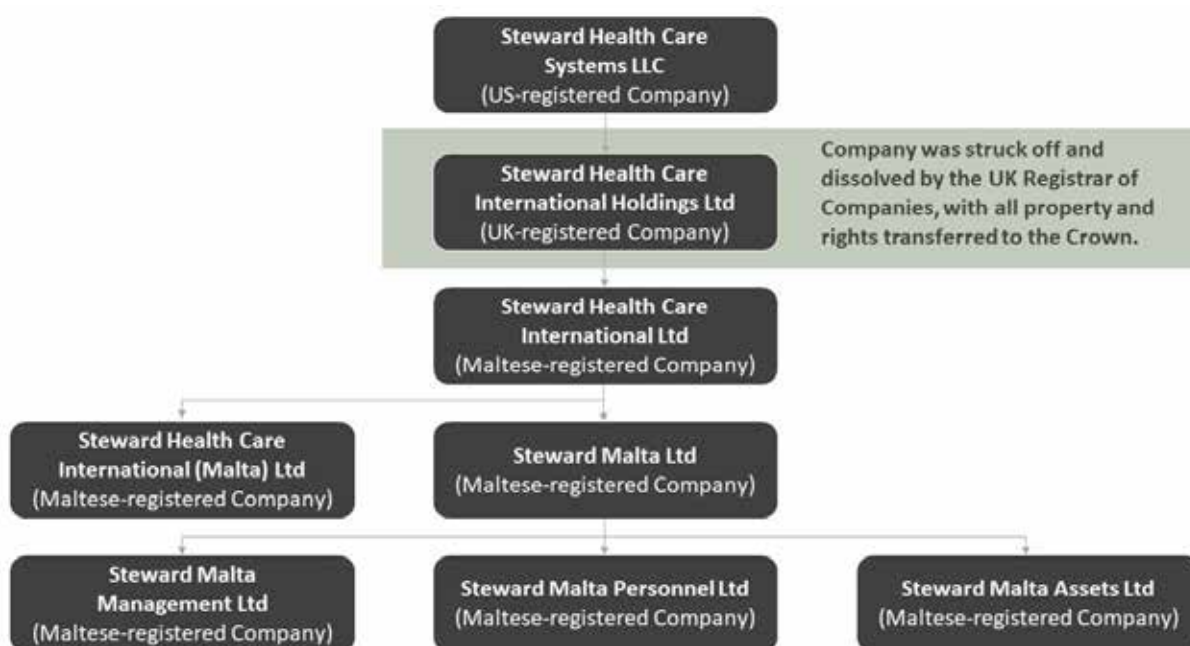 Steward Health Care
Systems LLC
(US-registered Company)
Steward Health Care
International Holdings Ltd
(UK-registered Company)
Company was struck off and
dissolved by the UK Registrar of
Companies, with all property and
rights transferred to the Crown.
Steward Health Care
International Ltd
(Maltese-registered Company)
Steward Health Care
International (Malta) Ltd
(Maltese-registered Company)
Steward Malta Ltd
(Maltese-registered Company)
Steward Malta
Management Ltd
(Maltese-registered Company)
Steward Malta Personnel Ltd
(Maltese-registered Company)
Steward Malta Assets Ltd
(Maltese-registered Company)